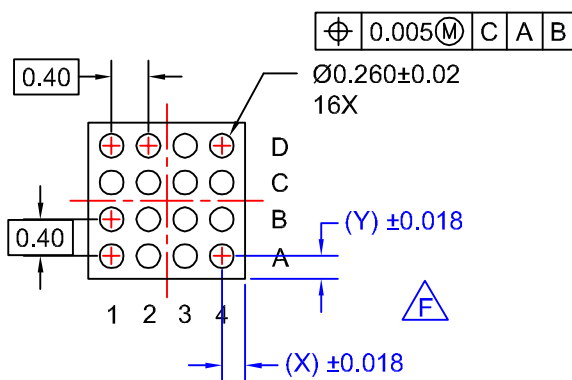 ⌖ 0.005Ⓜ C A B
0.40
Ø0.260±0.02
16X
D
C
B
A
0.40
(Y) ±0.018
F
1 2 3 4
(X) ±0.018